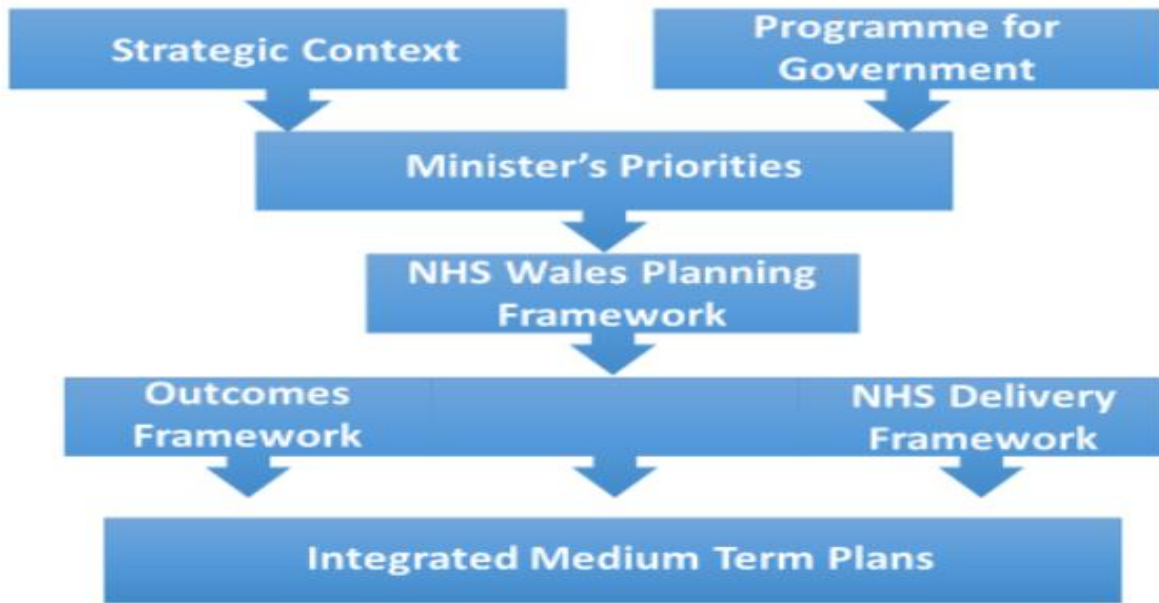 Strategic Context
Programme for
Government
Minister’s Priorities
NHS Wales Planning
Framework
Outcomes
Framework
NHS Delivery
Framework
Integrated Medium Term Plans